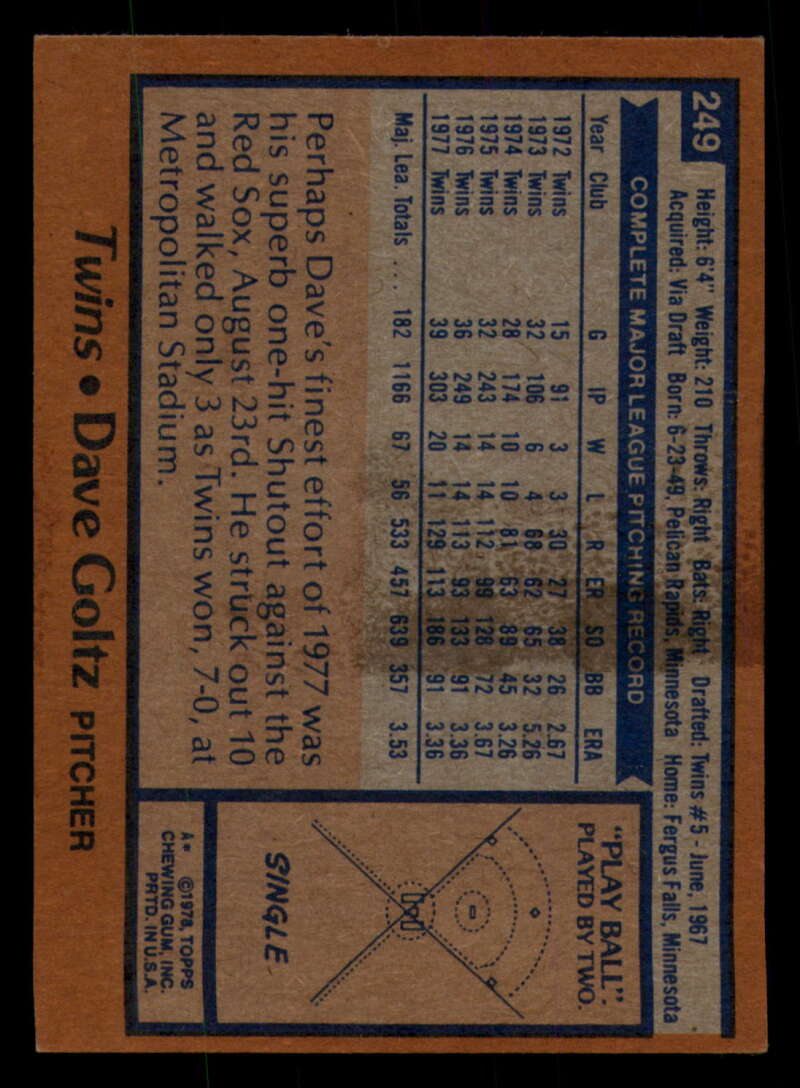 249
Height: 6'4" Weight: 210 Throws: Right Bats: Right Drafted: Twins #5 - June, 1967
Acquired: Via Draft Born: 6-23-49, Pelican Rapids, Minnesota Home: Fergus Falls, Minnesota
COMPLETE MAJOR LEAGUE PITCHING RECORD
Year Club G IP W L R ER SO BB ERA
1972 Twins 15 91 3 3 30 27 38 26 2.67
1973 Twins 32 106 6 4 68 62 65 32 5.26
1974 Twins 28 174 10 10 81 63 89 45 3.26
1975 Twins 32 243 14 14 112 99 128 72 3.67
1976 Twins 36 249 14 14 113 93 133 91 3.36
1977 Twins 39 303 20 11 129 113 186 91 3.36
Maj. Lea. Totals ... 182 1166 67 56 533 457 639 357 3.53
Perhaps Dave's finest effort of 1977 was
his superb one-hit Shutout against the
Red Sox, August 23rd. He struck out 10
and walked only 3 as Twins won, 7-0, at
Metropolitan Stadium.
"PLAY BALL".
PLAYED BY TWO.
SINGLE
A* ©1978, TOPPS
CHEWING GUM, INC.
PRTD. IN U.S.A.
Twins • Dave Goltz PITCHER